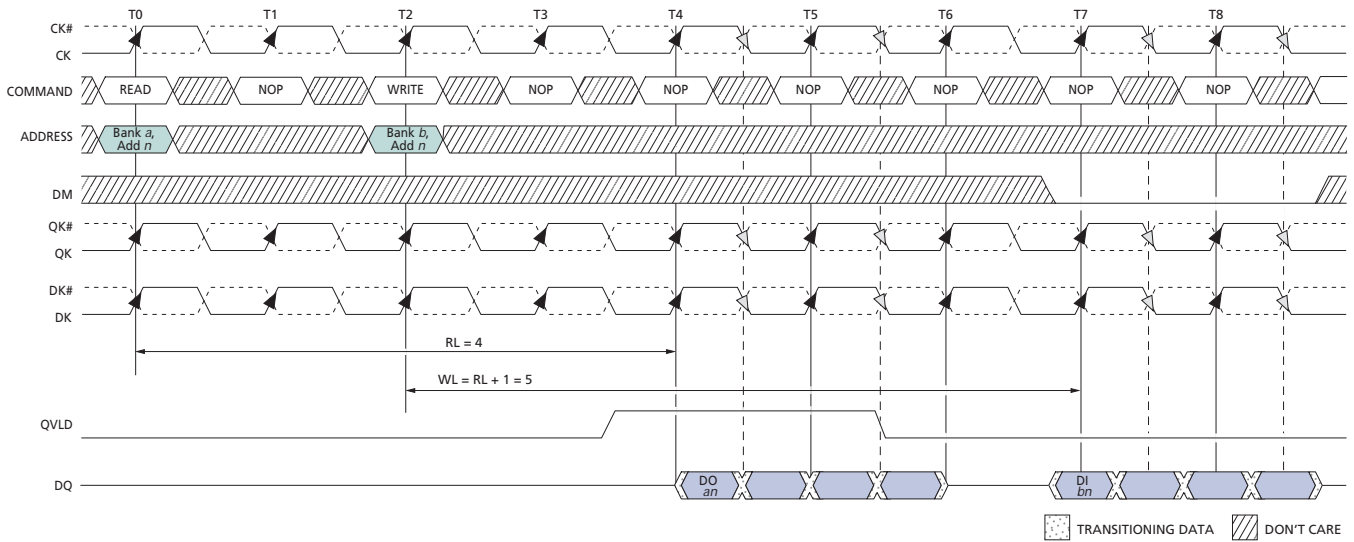 T0 T1 T2 T3 T4 T5 T6 T7 T8
CK#
CK
COMMAND READ NOP WRITE NOP NOP NOP NOP NOP NOP
ADDRESS Bank a, Add n Bank b, Add n
DM
QK#
QK
DK#
DK
RL = 4
WL = RL + 1 = 5
QVLD
DQ DO an DI bn
TRANSITIONING DATA DON'T CARE